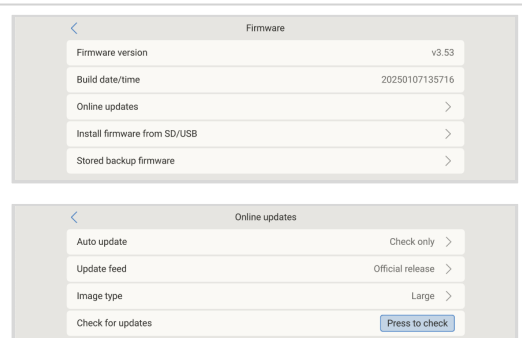 Firmware
Firmware version v3.53
Build date/time 20250107135716
Online updates
Install firmware from SD/USB
Stored backup firmware
Online updates
Auto update Check only
Update feed Official release
Image type Large
Check for updates Press to check